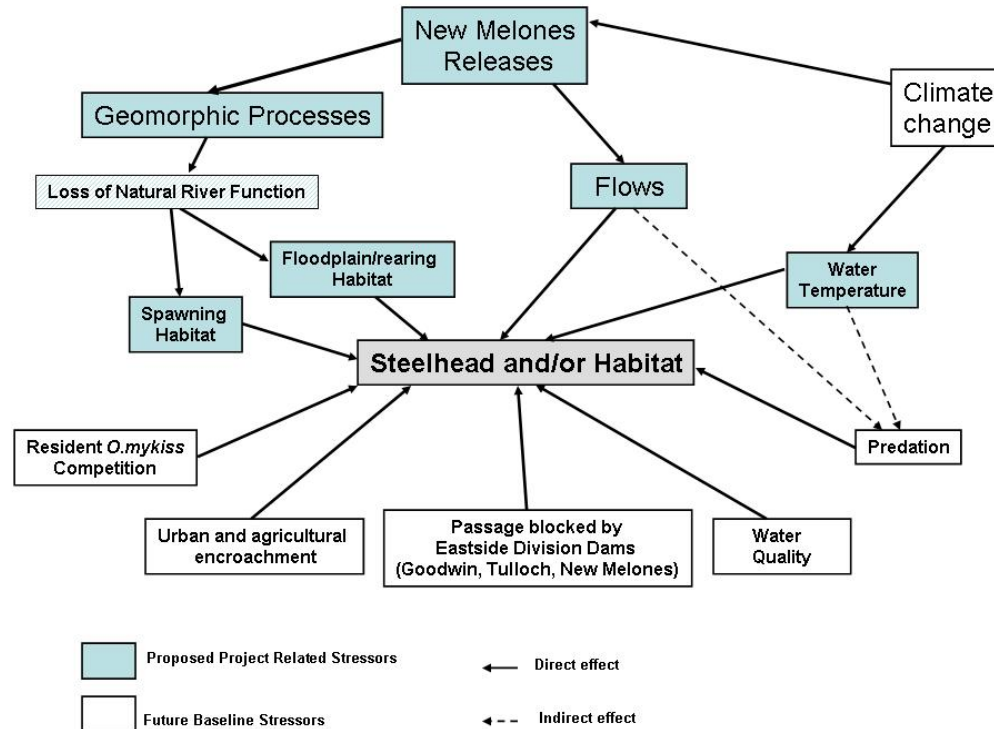 New Melones
Releases
Climate
change
Geomorphic Processes
Loss of Natural River Function
Flows
Floodplain/rearing
Habitat
Water
Temperature
Spawning
Habitat
Steelhead and/or Habitat
Resident O.mykiss
Competition
Predation
Urban and agricultural
encroachment
Passage blocked by
Eastside Division Dams
(Goodwin, Tulloch, New Melones)
Water
Quality
Proposed Project Related Stressors
Direct effect
Future Baseline Stressors
Indirect effect